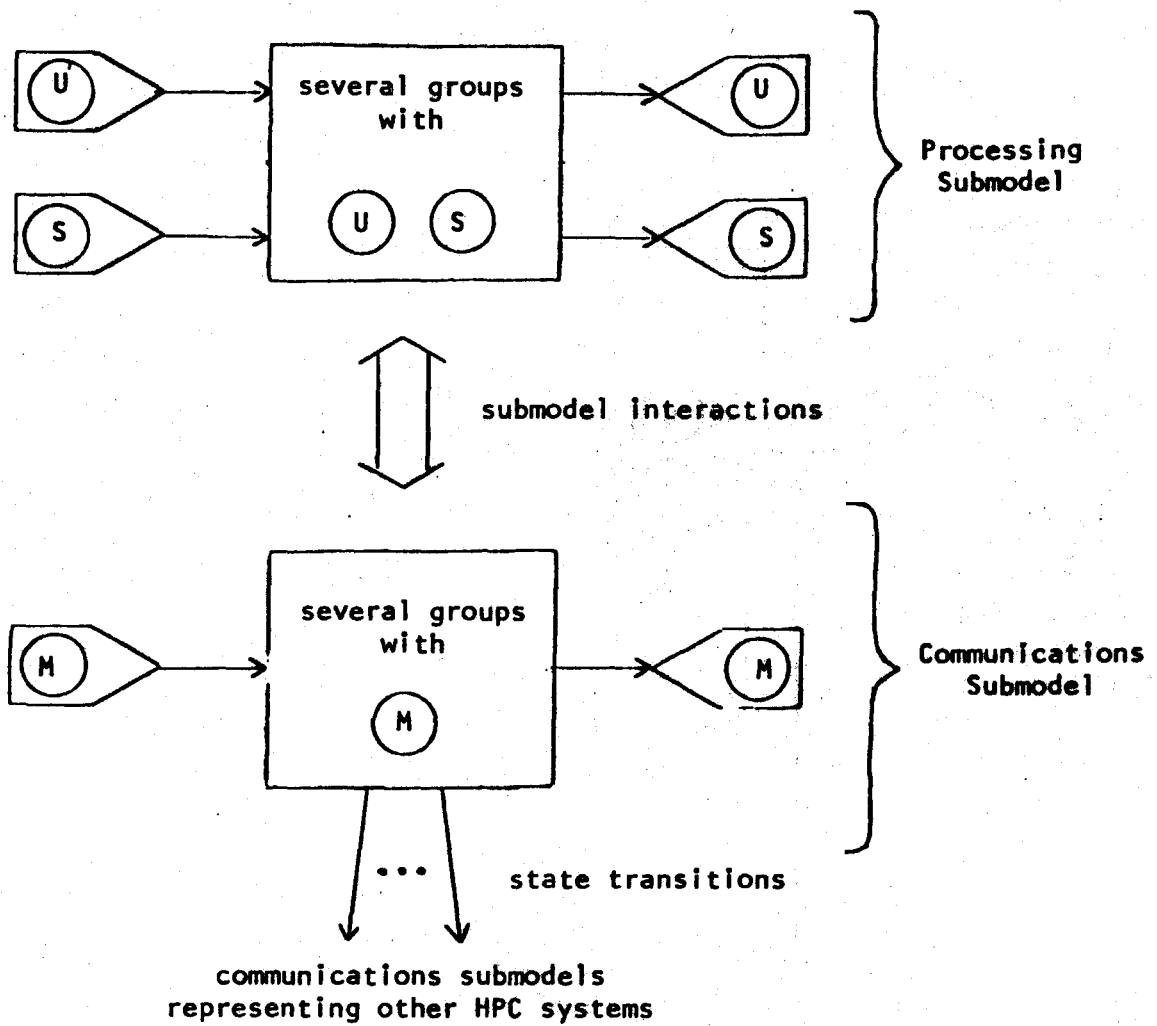 U
several groups
with
U
Processing
Submodel
S
U S
S
submodel interactions
several groups
with
M
M
Communications
Submodel
M
...
state transitions
communications submodels
representing other HPC systems